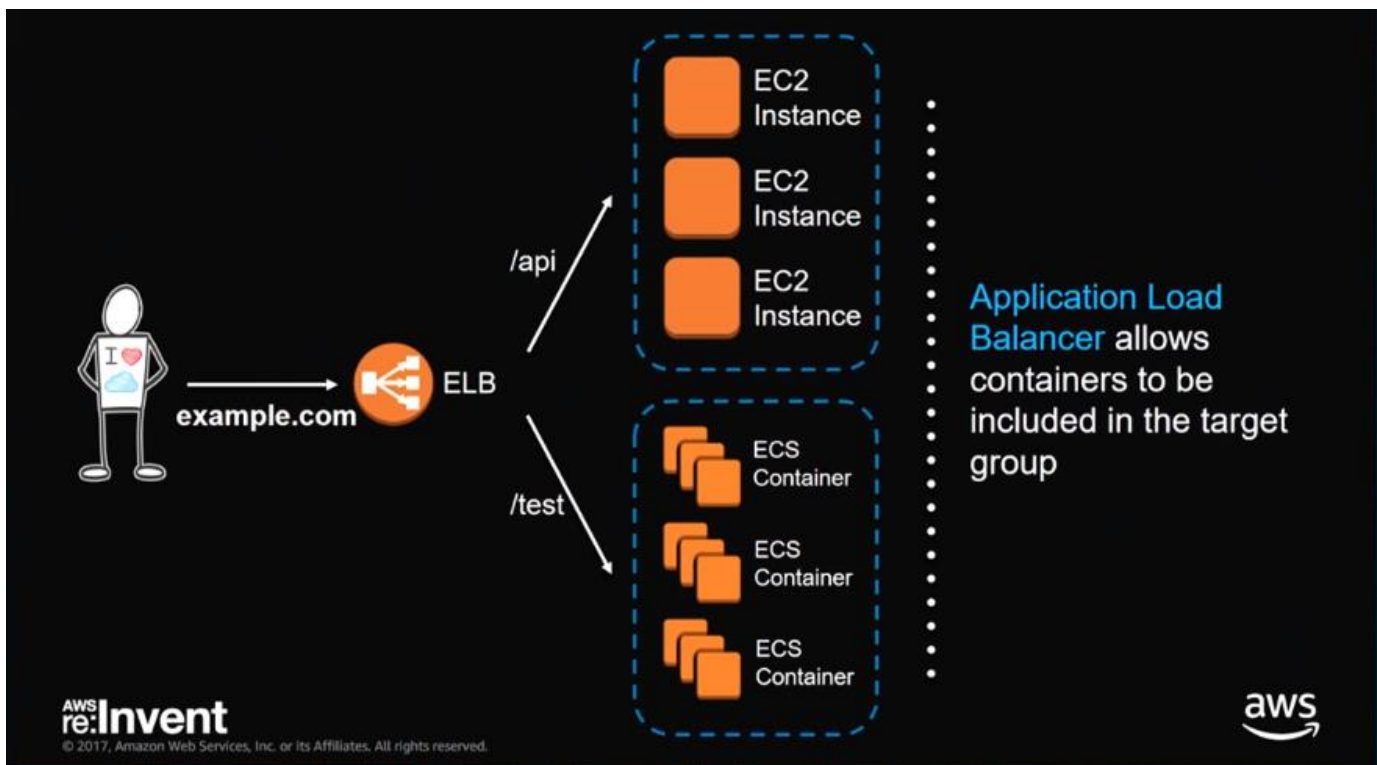 EC2
Instance
EC2
Instance
EC2
Instance
/api
I
example.com
ELB
/test
ECS
Container
ECS
Container
ECS
Container
Application Load
Balancer allows
containers to be
included in the target
group
AWS
re:Invent
© 2017, Amazon Web Services, Inc. or its Affiliates. All rights reserved.
aws